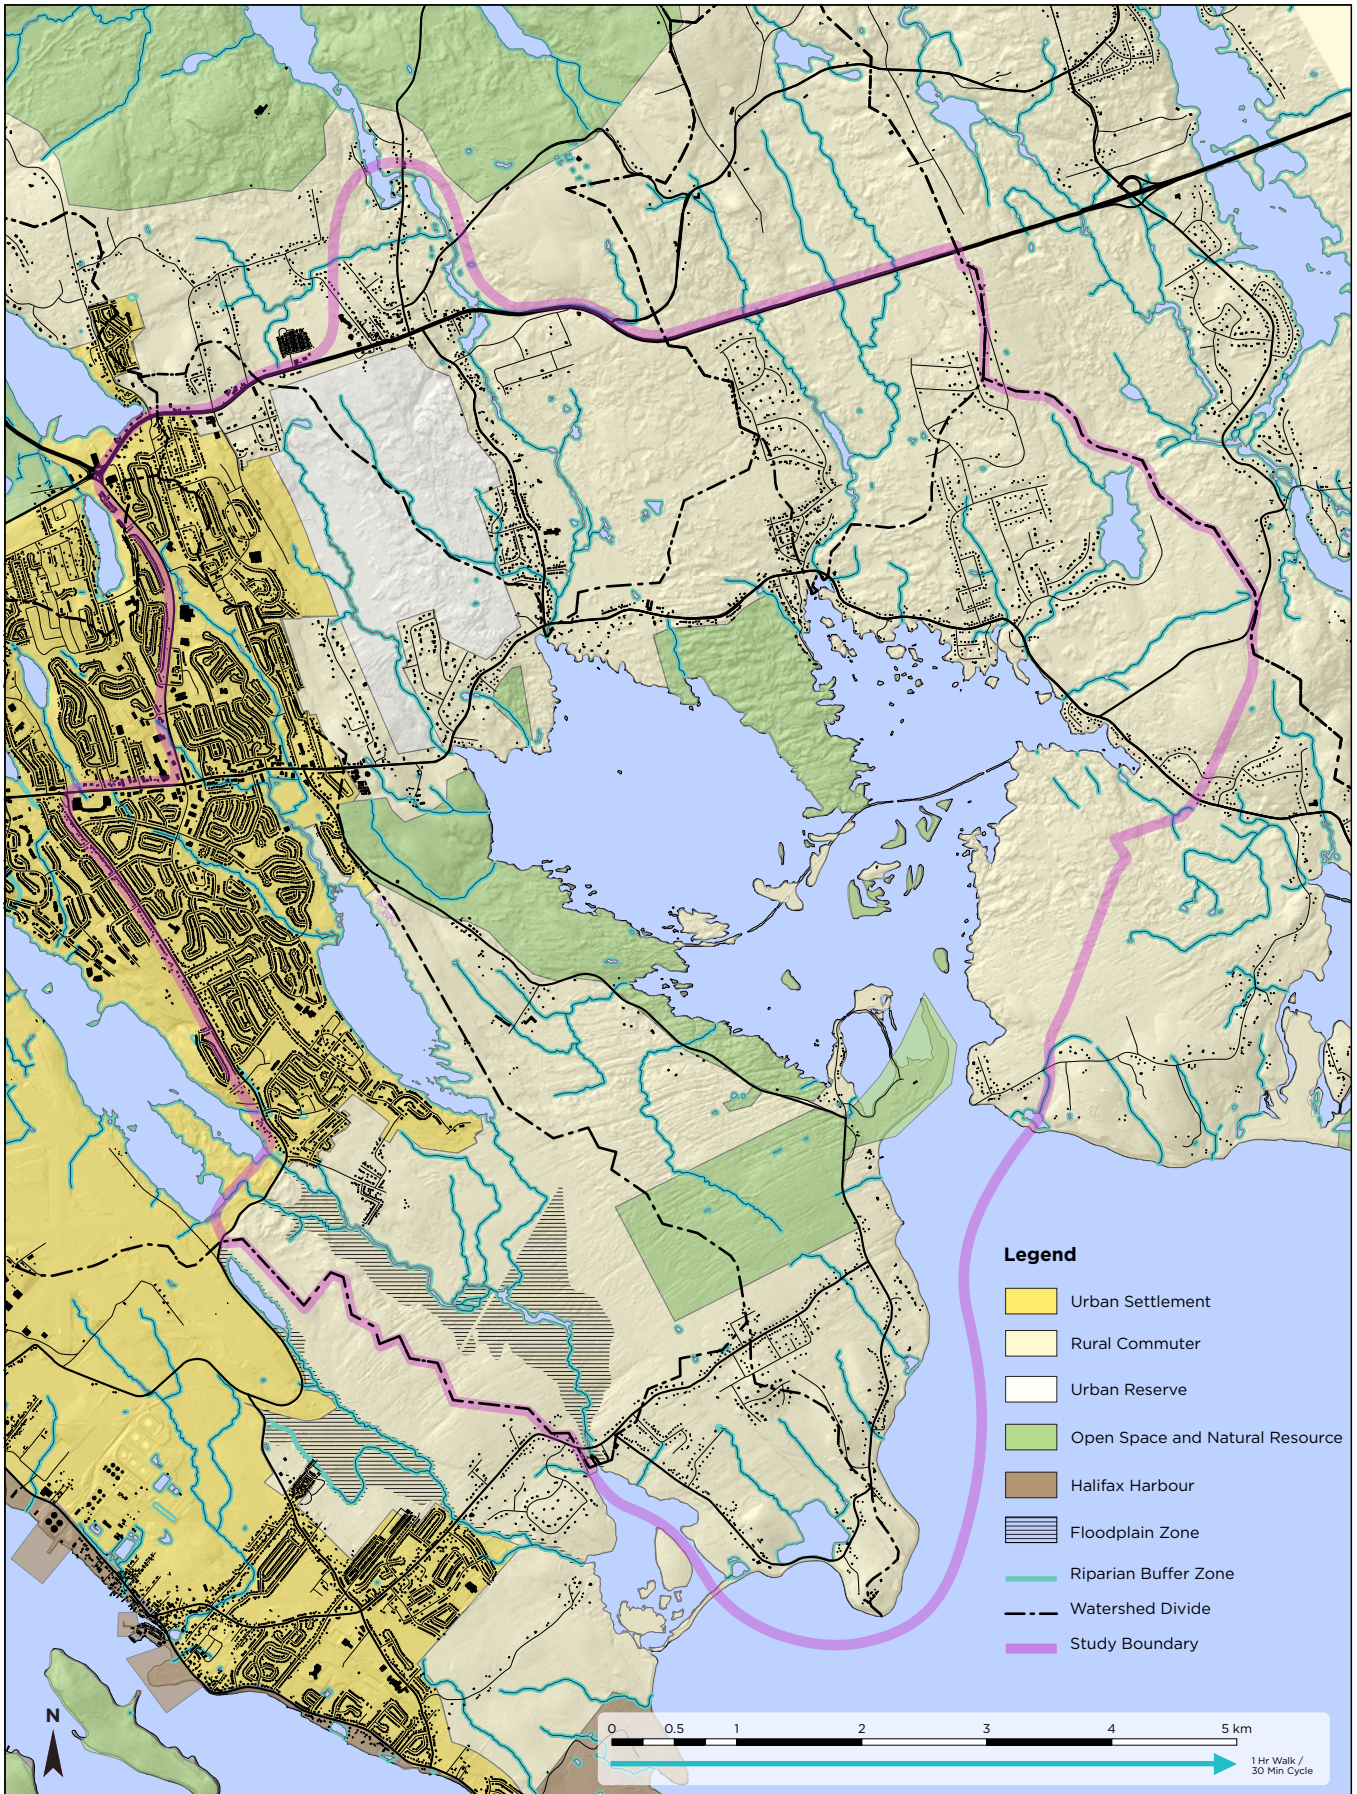 Legend
Urban Settlement
Rural Commuter
Urban Reserve
Open Space and Natural Resource
Halifax Harbour
Floodplain Zone
Riparian Buffer Zone
Watershed Divide
Study Boundary
N
0 0.5 1 2 3 4 5 km
1 Hr Walk /
30 Min Cycle